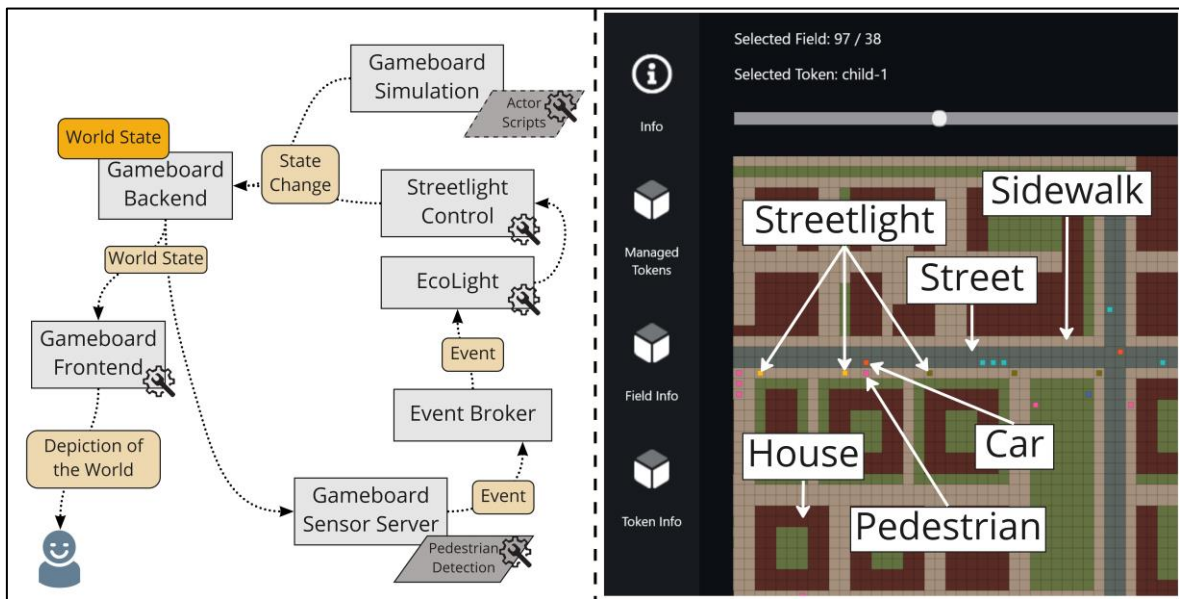 Gameboard
Simulation
Actor
Scripts
World State
Gameboard
Backend
State
Change
Streetlight
Control
World State
EcoLight
Gameboard
Frontend
Event
Event Broker
Depiction of
the World
Gameboard
Sensor Server
Event
Pedestrian
Detection
Selected Field: 97 / 38
Selected Token: child-1
Info
Managed
Tokens
Field Info
Token Info
Streetlight
Sidewalk
Street
House
Car
Pedestrian